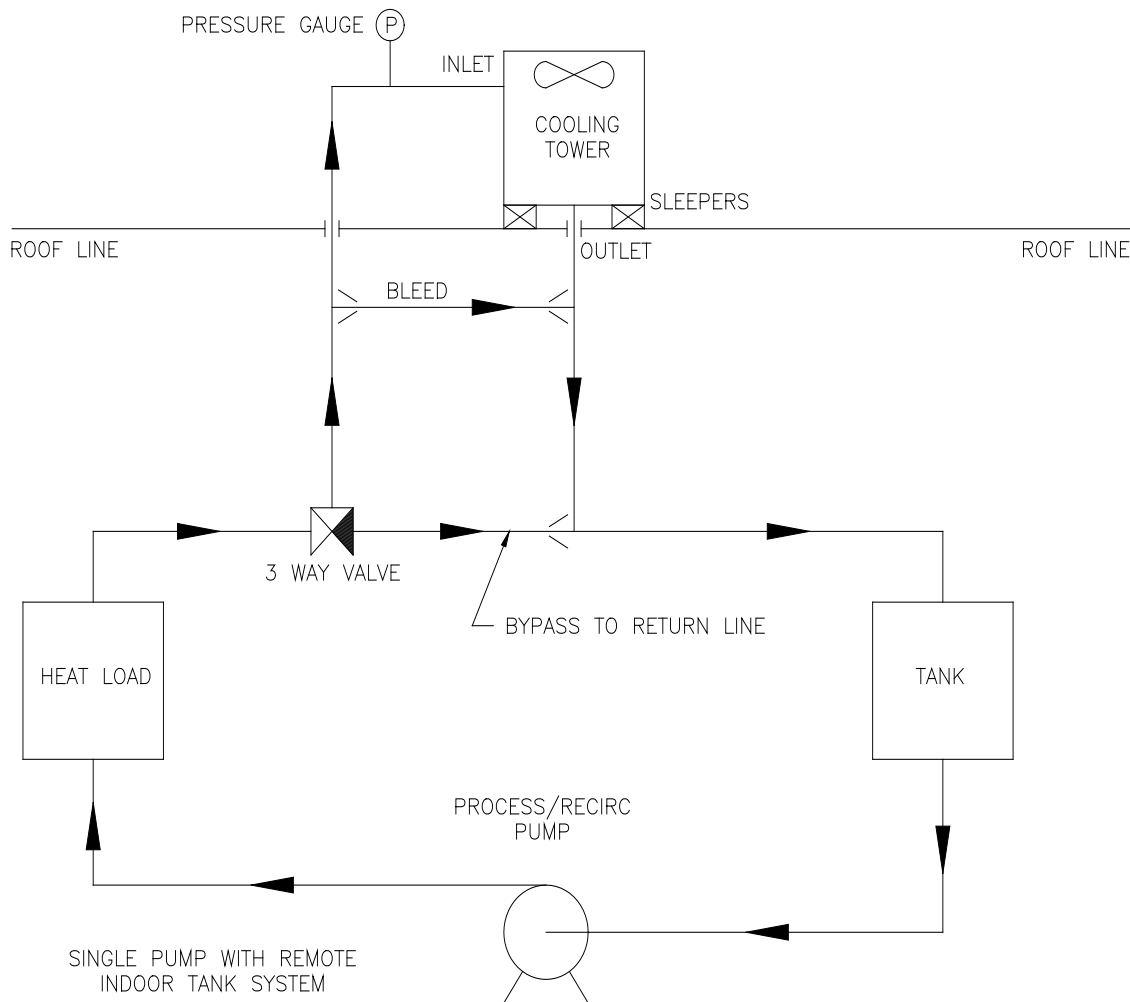 PRESSURE GAUGE P
INLET
COOLING
TOWER
SLEEPERS
ROOF LINE
OUTLET
ROOF LINE
BLEED
3 WAY VALVE
BYPASS TO RETURN LINE
HEAT LOAD
TANK
PROCESS/RECIRC
PUMP
SINGLE PUMP WITH REMOTE
INDOOR TANK SYSTEM